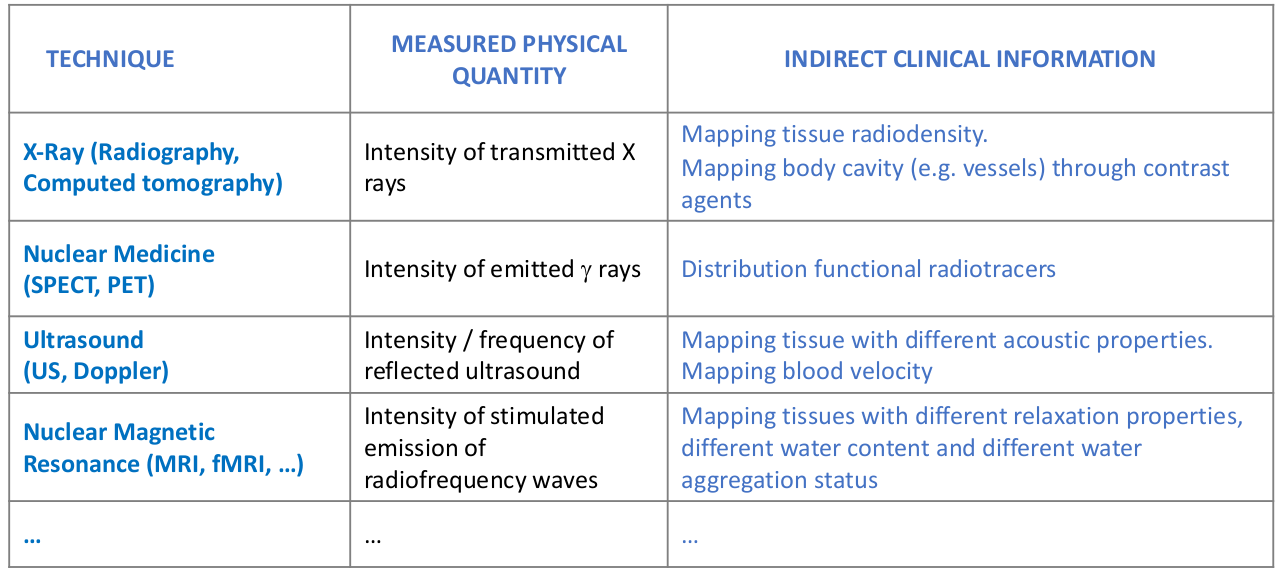 TECHNIQUE
MEASURED PHYSICAL
QUANTITY
INDIRECT CLINICAL INFORMATION
X-Ray (Radiography,
Computed tomography)
Intensity of transmitted X
rays
Mapping tissue radiodensity.
Mapping body cavity (e.g. vessels) through contrast
agents
Nuclear Medicine
(SPECT, PET)
Intensity of emitted γ rays
Distribution functional radiotracers
Ultrasound
(US, Doppler)
Intensity / frequency of
reflected ultrasound
Mapping tissue with different acoustic properties.
Mapping blood velocity
Nuclear Magnetic
Resonance (MRI, fMRI, …)
Intensity of stimulated
emission of
radiofrequency waves
Mapping tissues with different relaxation properties,
different water content and different water
aggregation status
…
…
…